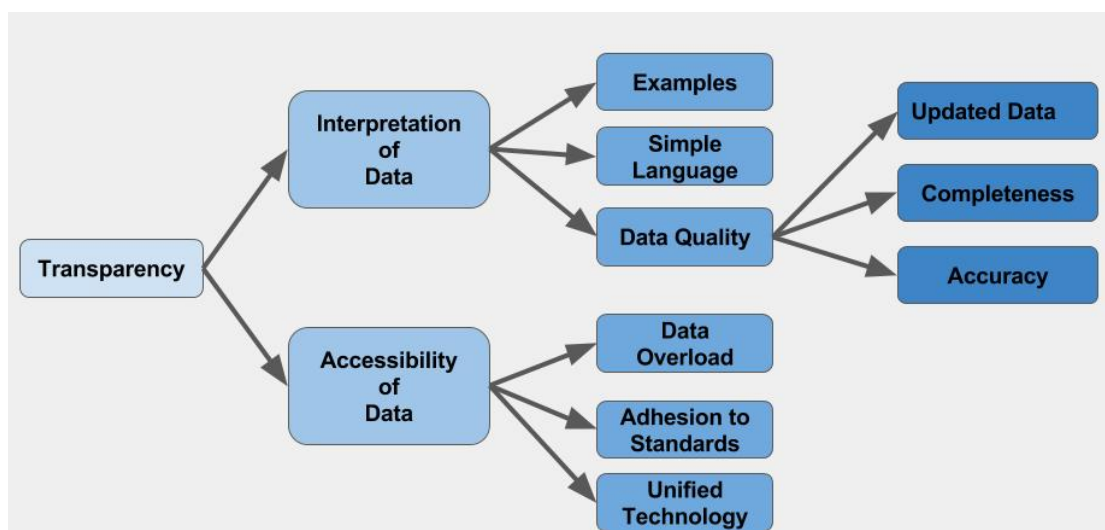 Transparency
Interpretation
of
Data
Accessibility
of
Data
Examples
Simple
Language
Data Quality
Data
Overload
Adhesion to
Standards
Unified
Technology
Updated Data
Completeness
Accuracy